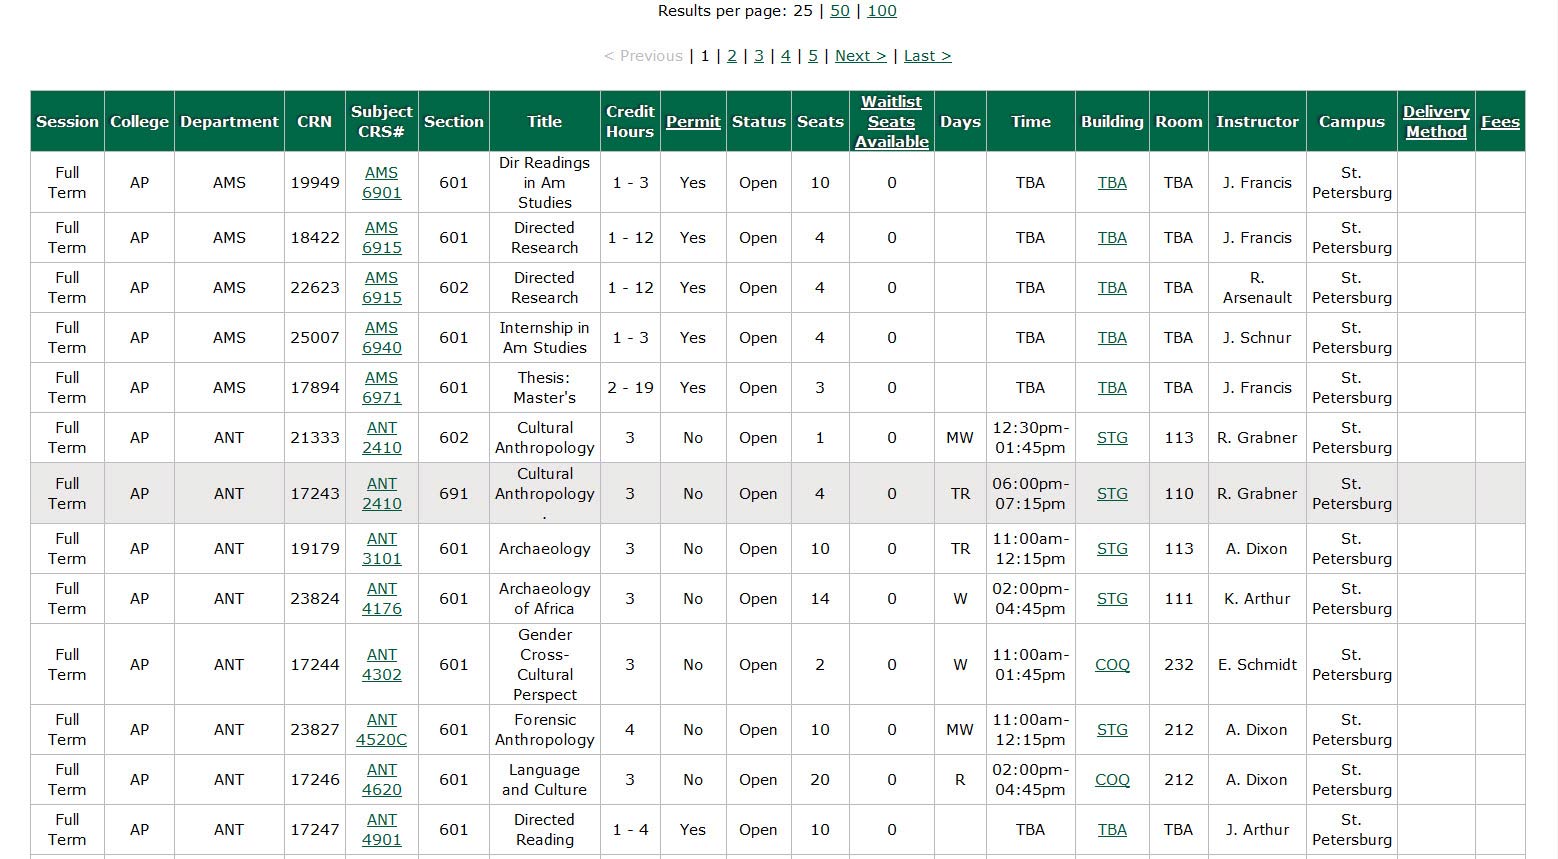 Results per page: 25 | 50 | 100
< Previous | 1 | 2 | 3 | 4 | 5 | Next > | Last >
Session College Department CRN Subject CRS# Section Title Credit Hours Permit Status Seats Waitlist Seats Available Days Time Building Room Instructor Campus Delivery Method Fees
Full Term AP AMS 19949 AMS 6901 601 Dir Readings in Am Studies 1 - 3 Yes Open 10 0 TBA TBA TBA J. Francis St. Petersburg
Full Term AP AMS 18422 AMS 6915 601 Directed Research 1 - 12 Yes Open 4 0 TBA TBA TBA J. Francis St. Petersburg
Full Term AP AMS 22623 AMS 6915 602 Directed Research 1 - 12 Yes Open 4 0 TBA TBA TBA R. Arsenault St. Petersburg
Full Term AP AMS 25007 AMS 6940 601 Internship in Am Studies 1 - 3 Yes Open 4 0 TBA TBA TBA J. Schnur St. Petersburg
Full Term AP AMS 17894 AMS 6971 601 Thesis: Master's 2 - 19 Yes Open 3 0 TBA TBA TBA J. Francis St. Petersburg
Full Term AP ANT 21333 ANT 2410 602 Cultural Anthropology 3 No Open 1 0 MW 12:30pm-01:45pm STG 113 R. Grabner St. Petersburg
Full Term AP ANT 17243 ANT 2410 691 Cultural Anthropology . 3 No Open 4 0 TR 06:00pm-07:15pm STG 110 R. Grabner St. Petersburg
Full Term AP ANT 19179 ANT 3101 601 Archaeology 3 No Open 10 0 TR 11:00am-12:15pm STG 113 A. Dixon St. Petersburg
Full Term AP ANT 23824 ANT 4176 601 Archaeology of Africa 3 No Open 14 0 W 02:00pm-04:45pm STG 111 K. Arthur St. Petersburg
Full Term AP ANT 17244 ANT 4302 601 Gender Cross-Cultural Perspect 3 No Open 2 0 W 11:00am-01:45pm COQ 232 E. Schmidt St. Petersburg
Full Term AP ANT 23827 ANT 4520C 601 Forensic Anthropology 4 No Open 10 0 MW 11:00am-12:15pm STG 212 A. Dixon St. Petersburg
Full Term AP ANT 17246 ANT 4620 601 Language and Culture 3 No Open 20 0 R 02:00pm-04:45pm COQ 212 A. Dixon St. Petersburg
Full Term AP ANT 17247 ANT 4901 601 Directed Reading 1 - 4 Yes Open 10 0 TBA TBA TBA J. Arthur St. Petersburg